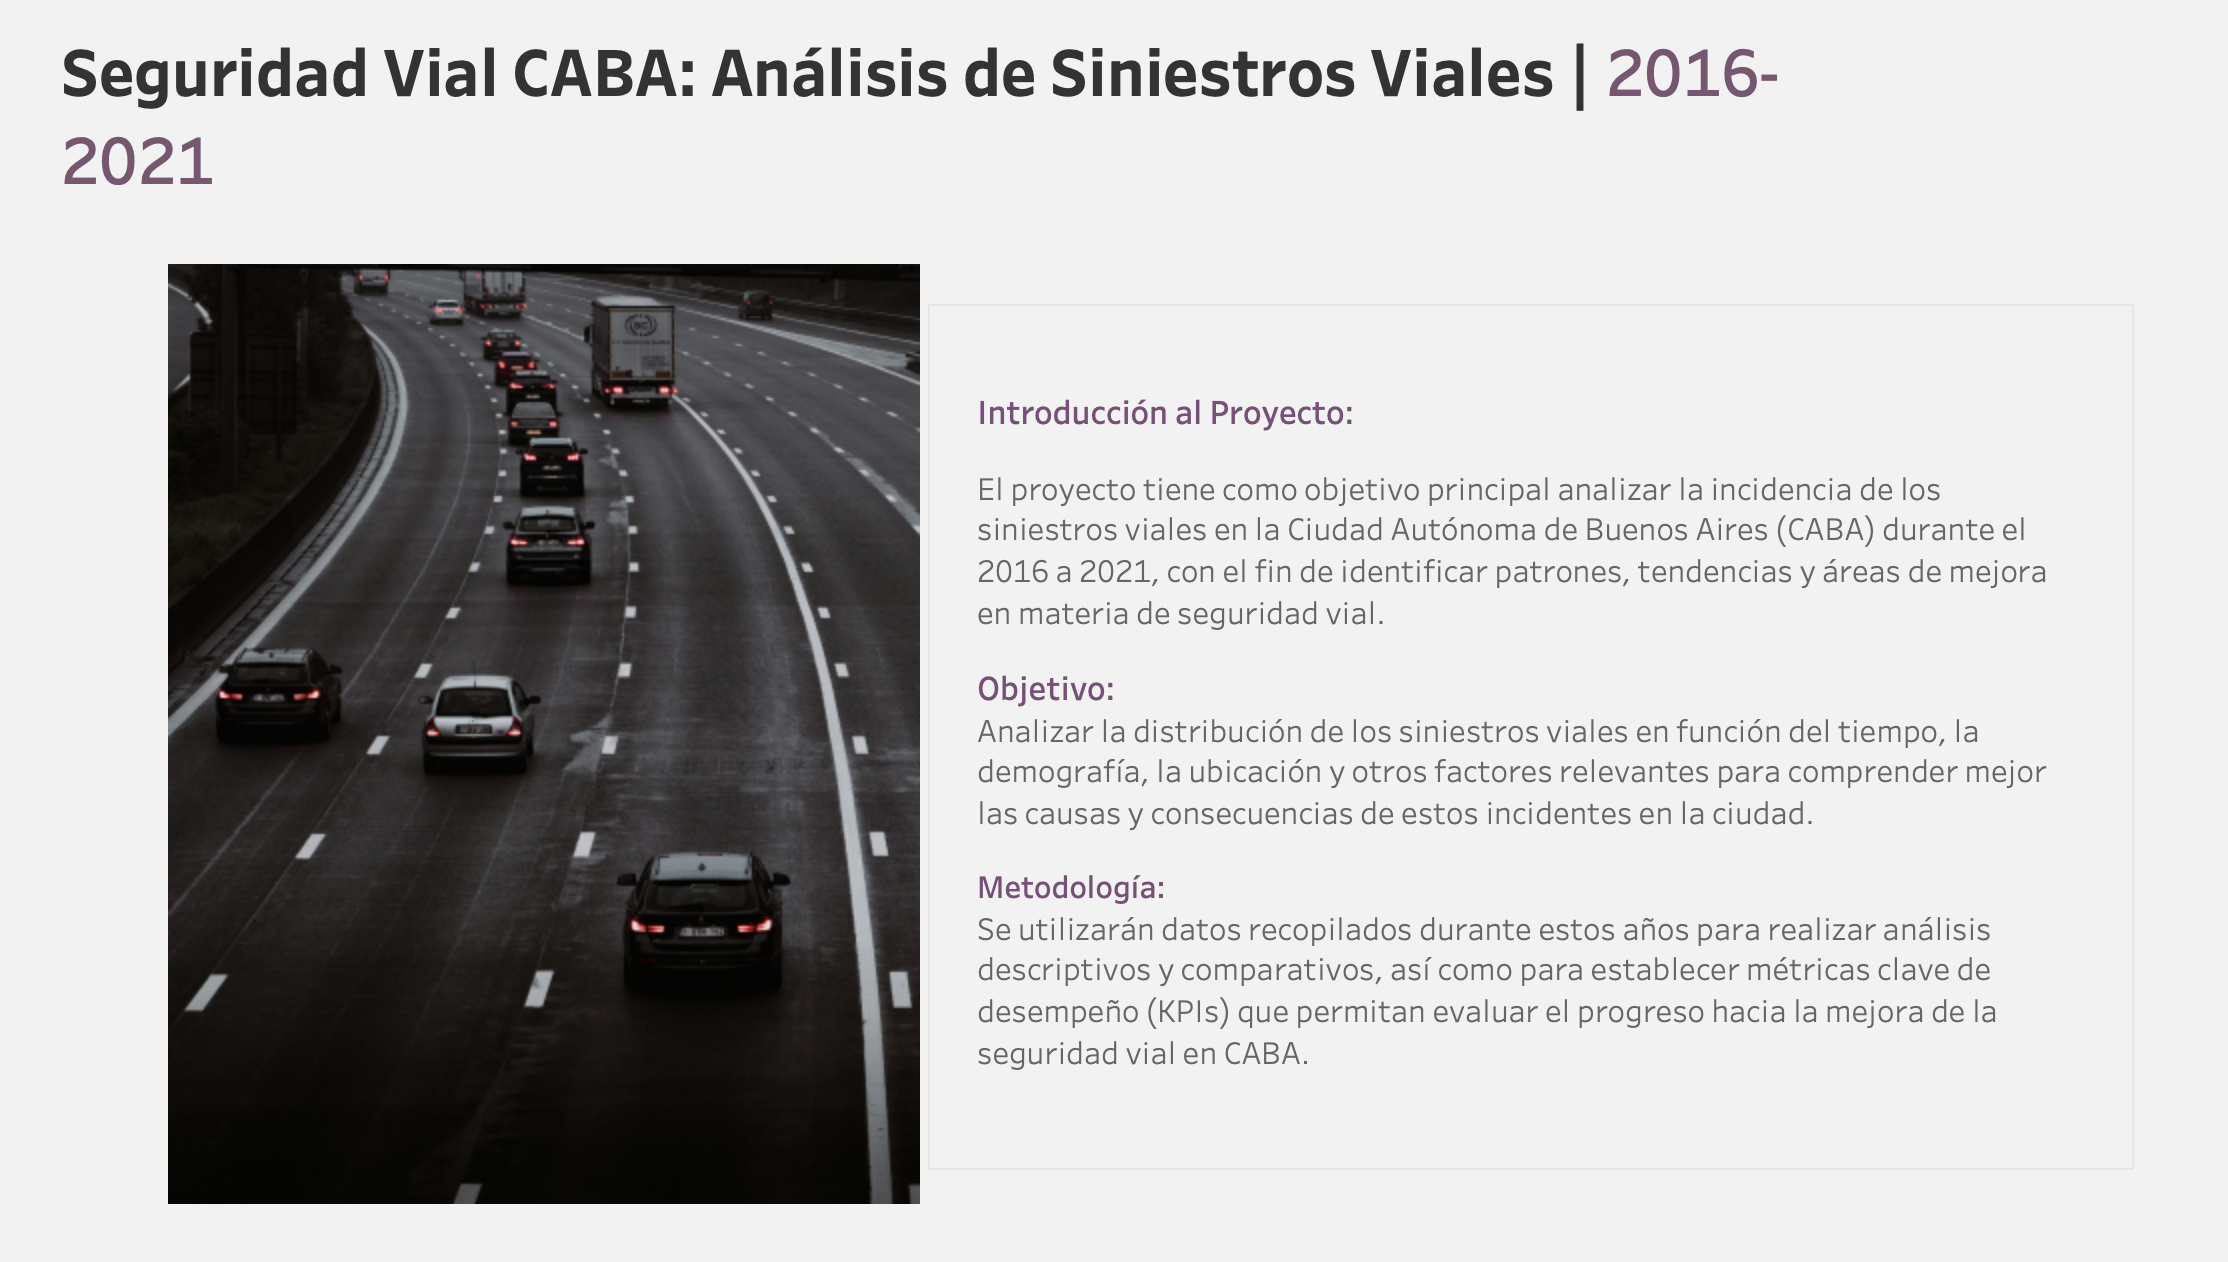 Seguridad Vial CABA: Análisis de Siniestros Viales | 2016-
2021
Introducción al Proyecto:
El proyecto tiene como objetivo principal analizar la incidencia de los
siniestros viales en la Ciudad Autónoma de Buenos Aires (CABA) durante el
2016 a 2021, con el fin de identificar patrones, tendencias y áreas de mejora
en materia de seguridad vial.
Objetivo:
Analizar la distribución de los siniestros viales en función del tiempo, la
demografía, la ubicación y otros factores relevantes para comprender mejor
las causas y consecuencias de estos incidentes en la ciudad.
Metodología:
Se utilizarán datos recopilados durante estos años para realizar análisis
descriptivos y comparativos, así como para establecer métricas clave de
desempeño (KPIs) que permitan evaluar el progreso hacia la mejora de la
seguridad vial en CABA.